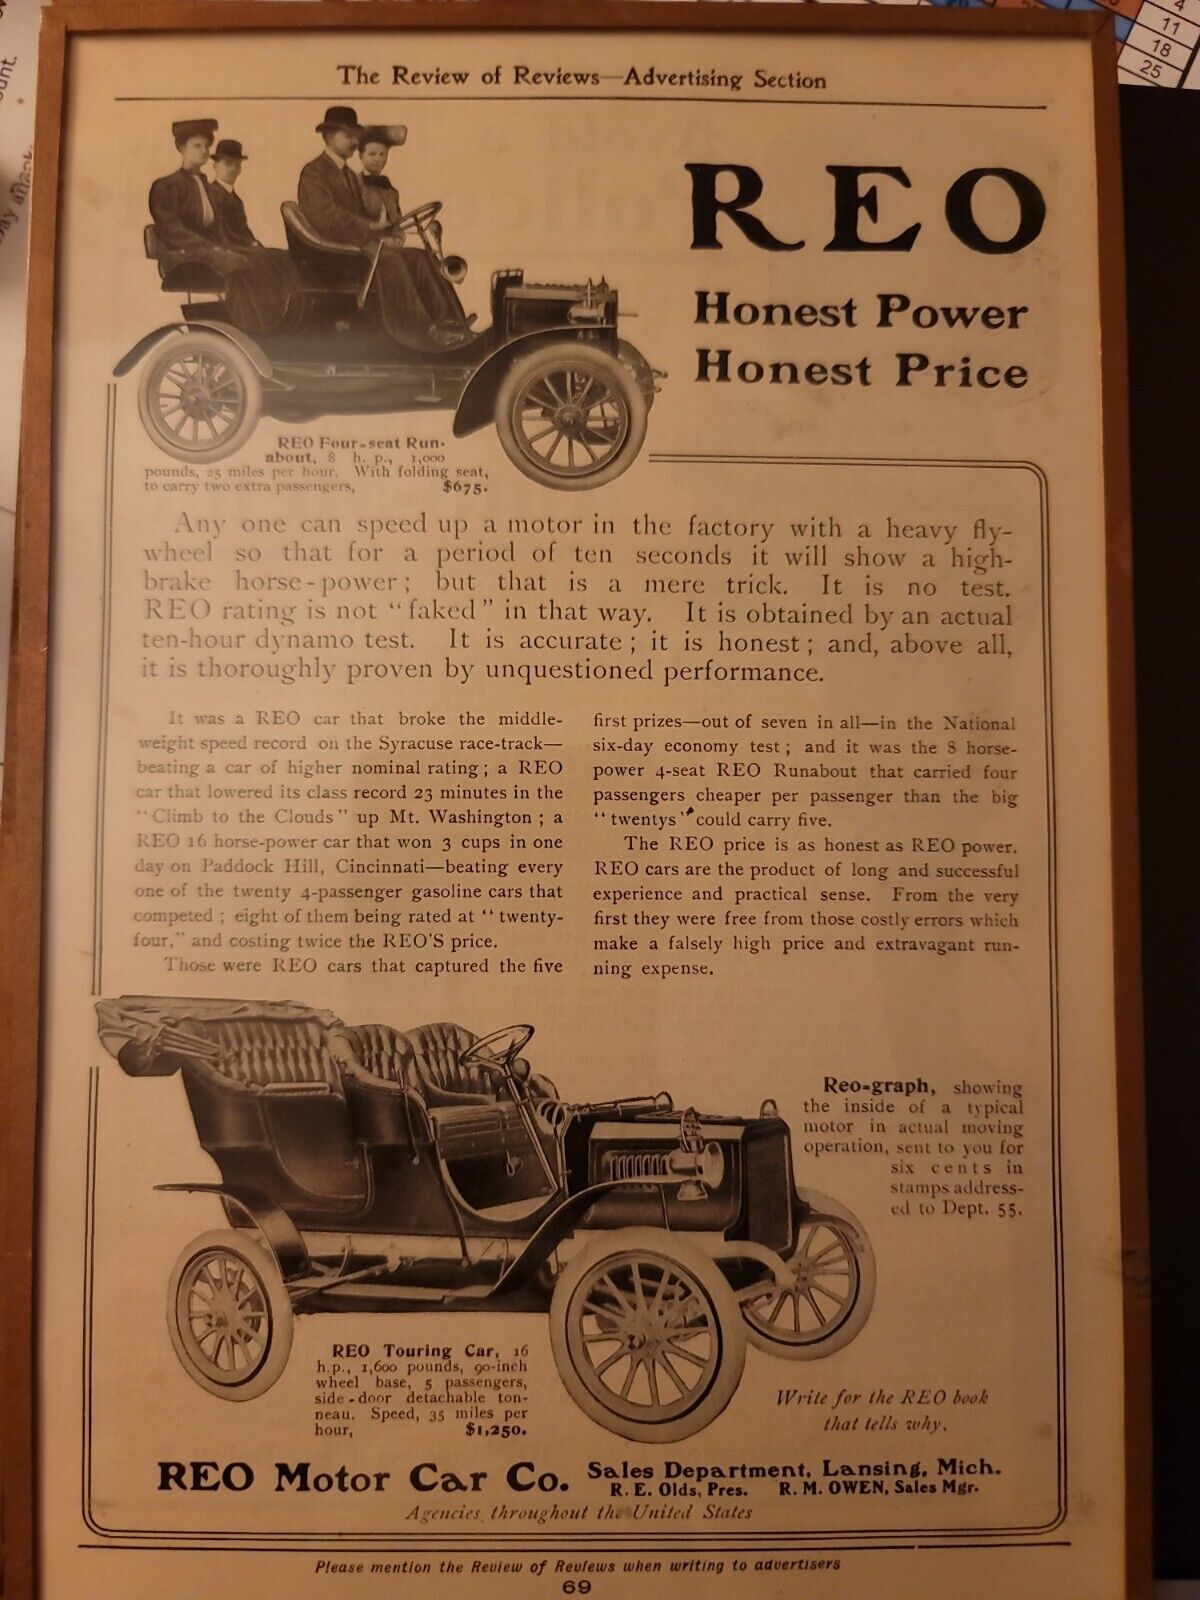 4
11
18
25
The Review of Reviews—Advertising Section
REO
Honest Power
Honest Price
REO Four-seat Run-
about, 8 h. p., 1,000
pounds, 25 miles per hour. With folding seat,
to carry two extra passengers, $675.
Any one can speed up a motor in the factory with a heavy fly-
wheel so that for a period of ten seconds it will show a high-
brake horse-power; but that is a mere trick. It is no test.
REO rating is not "faked" in that way. It is obtained by an actual
ten-hour dynamo test. It is accurate; it is honest; and, above all,
it is thoroughly proven by unquestioned performance.
It was a REO car that broke the middle-
weight speed record on the Syracuse race-track—
beating a car of higher nominal rating; a REO
car that lowered its class record 23 minutes in the
"Climb to the Clouds" up Mt. Washington; a
REO 16 horse-power car that won 3 cups in one
day on Paddock Hill, Cincinnati—beating every
one of the twenty 4-passenger gasoline cars that
competed; eight of them being rated at "twenty-
four," and costing twice the REO'S price.
Those were REO cars that captured the five
first prizes—out of seven in all—in the National
six-day economy test; and it was the 8 horse-
power 4-seat REO Runabout that carried four
passengers cheaper per passenger than the big
"twentys" could carry five.
The REO price is as honest as REO power.
REO cars are the product of long and successful
experience and practical sense. From the very
first they were free from those costly errors which
make a falsely high price and extravagant run-
ning expense.
Reo-graph, showing
the inside of a typical
motor in actual moving
operation, sent to you for
six cents in
stamps address-
ed to Dept. 55.
REO Touring Car, 16
h.p., 1,600 pounds, 90-inch
wheel base, 5 passengers,
side-door detachable ton-
neau. Speed, 35 miles per
hour, $1,250.
Write for the REO book
that tells why.
REO Motor Car Co. Sales Department, Lansing, Mich.
R. E. Olds, Pres. R. M. OWEN, Sales Mgr.
Agencies throughout the United States
Please mention the Review of Reviews when writing to advertisers
69